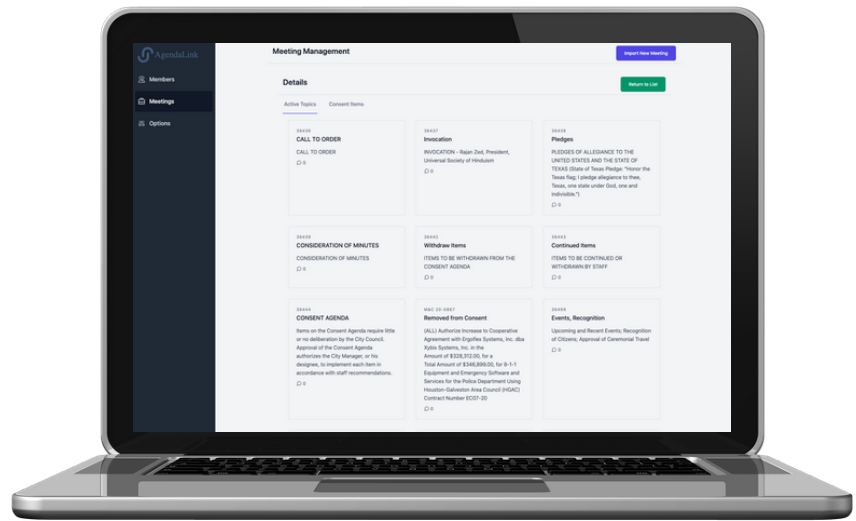 AgendaLink
Members
Meetings
Options
Meeting Management
Import New Meeting
Details
Return to List
Active Topics
Consent Items
CALL TO ORDER
CALL TO ORDER
0
38437
Invocation
INVOCATION - Rajan Zed, President,
Universal Society of Hinduism
0
Pledges
PLEDGES OF ALLEGIANCE TO THE
UNITED STATES AND THE STATE OF
TEXAS (State of Texas Pledge: "Honor the
Texas flag; I pledge allegiance to thee,
Texas, one state under God, one and
indivisible.")
0
CONSIDERATION OF MINUTES
CONSIDERATION OF MINUTES
0
Withdraw Items
ITEMS TO BE WITHDRAWN FROM THE
CONSENT AGENDA
0
Continued Items
ITEMS TO BE CONTINUED OR
WITHDRAWN BY STAFF
0
CONSENT AGENDA
Items on the Consent Agenda require little
or no deliberation by the City Council.
Approval of the Consent Agenda
authorizes the City Manager, or his
designee, to implement each item in
accordance with staff recommendations.
0
Removed from Consent
(ALL) Authorize Increase to Cooperative
Agreement with Ergoflex Systems, Inc. dba
Xybix Systems, Inc. in the
Amount of $328,312.00, for a
Total Amount of $348,899.00, for 9-1-1
Equipment and Emergency Software and
Services for the Police Department Using
Houston-Galveston Area Council (HGAC)
Contract Number EC07-20
0
Events, Recognition
Upcoming and Recent Events; Recognition
of Citizens; Approval of Ceremonial Travel
0